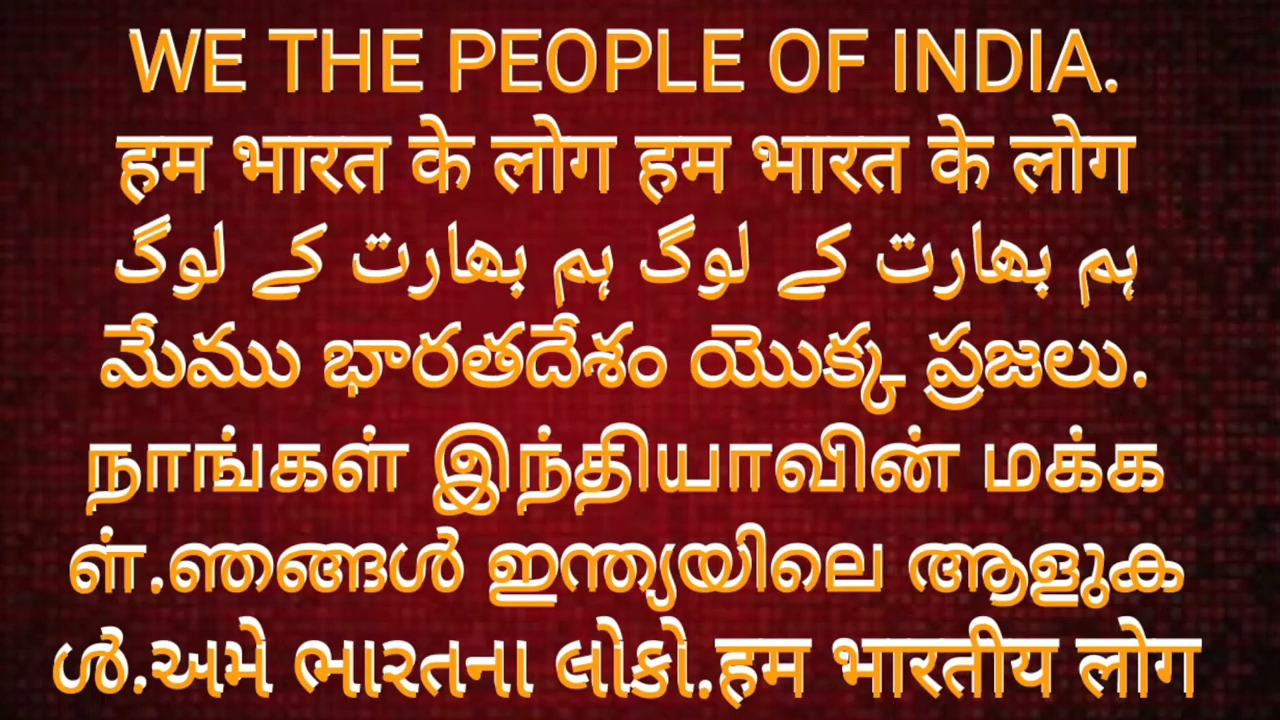 WE THE PEOPLE OF INDIA.
हम भारत के लोग हम भारत के लोग
ہم بھارت کے لوگ ہم بھارت کے لوگ
మేము భారతదేశం యొక్క ప్రజలు.
நாங்கள் இந்தியாவின் மக்க
ள்.ഞങ്ങൾ ഇന്ത്യയിലെ ആളുക
ൾ.અમે ભારતના લોકો.हम भारतीय लोग